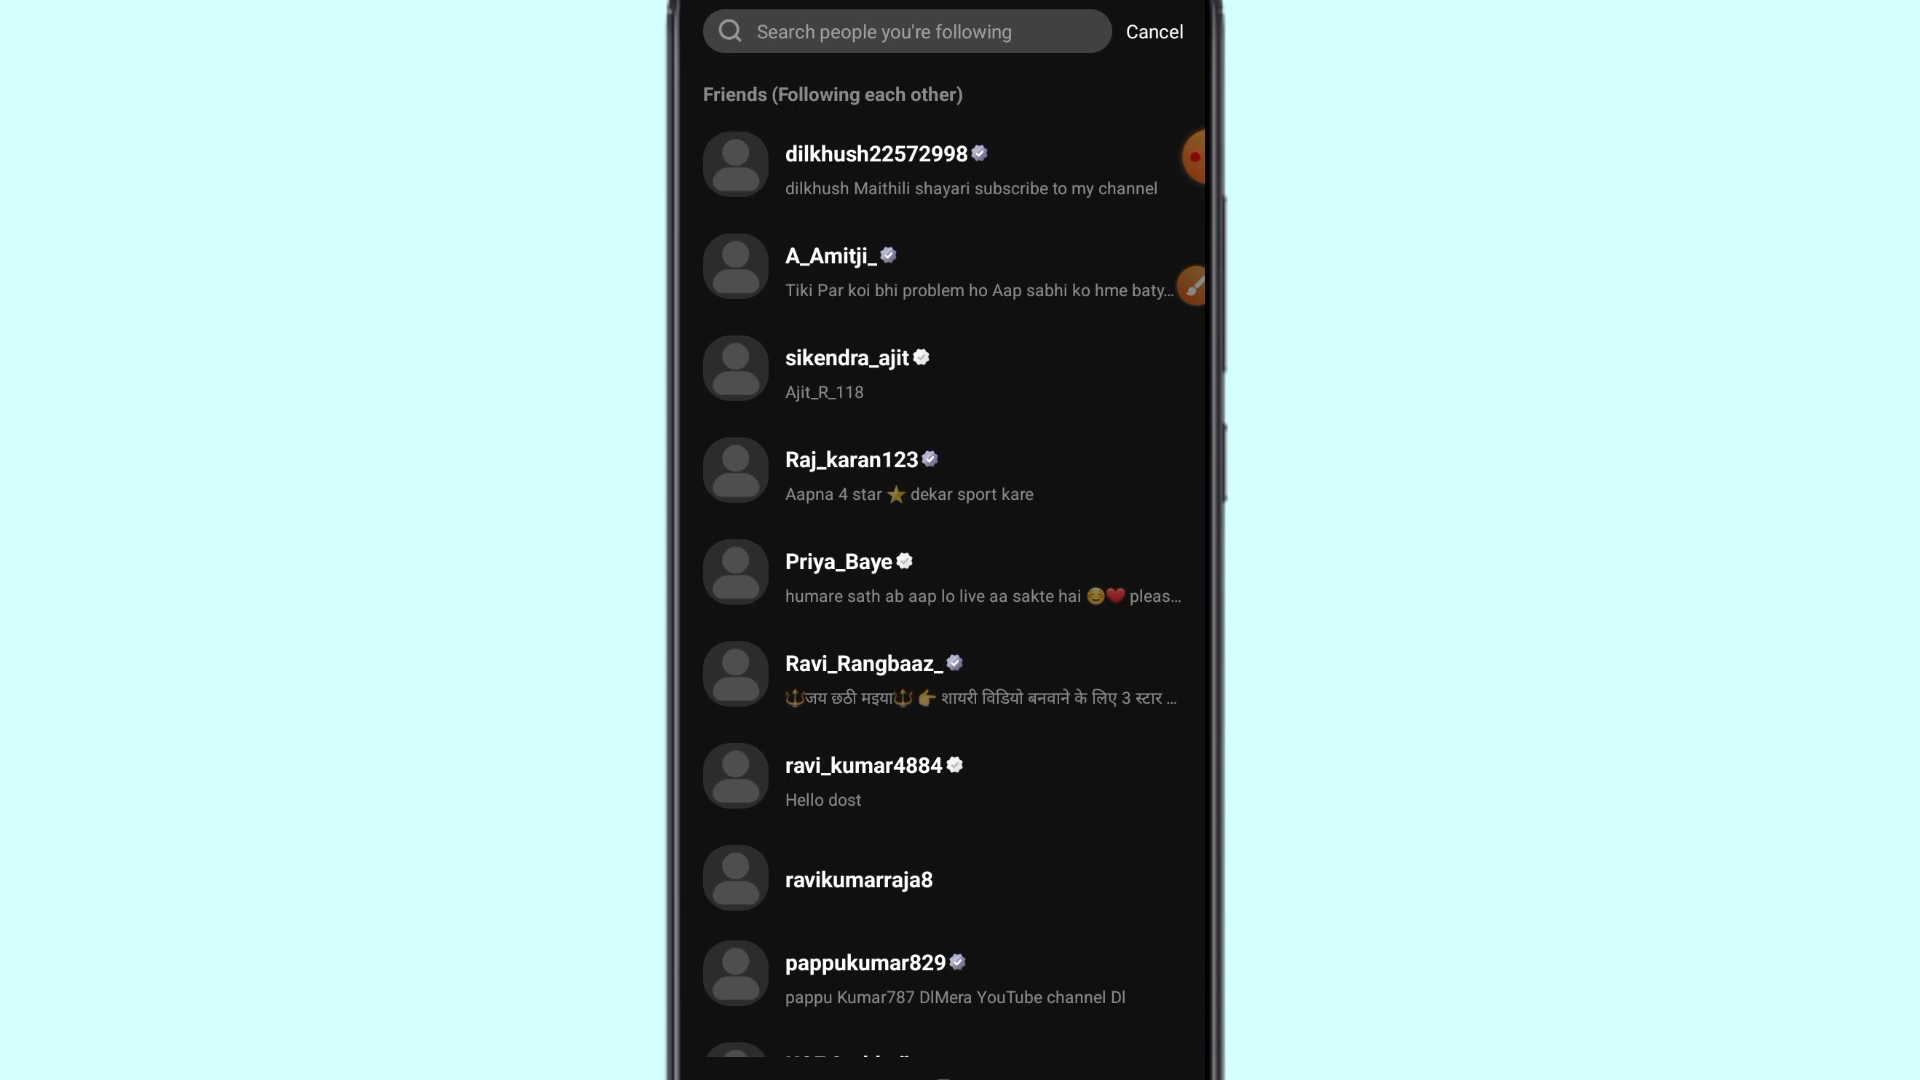 Search people you're following
Cancel
Friends (Following each other)
dilkhush22572998
dilkhush Maithili shayari subscribe to my channel
A_Amitji_
Tiki Par koi bhi problem ho Aap sabhi ko hme baty...
sikendra_ajit
Ajit_R_118
Raj_karan123
Aapna 4 star ⭐ dekar sport kare
Priya_Baye
humare sath ab aap lo live aa sakte hai 😂❤️ pleas...
Ravi_Rangbaaz_
🔱जय छठी मइया🔱 👉 शायरी विडियो बनवाने के लिए 3 स्टार ...
ravi_kumar4884
Hello dost
ravikumarraja8
pappukumar829
pappu Kumar787 DlMera YouTube channel Dl